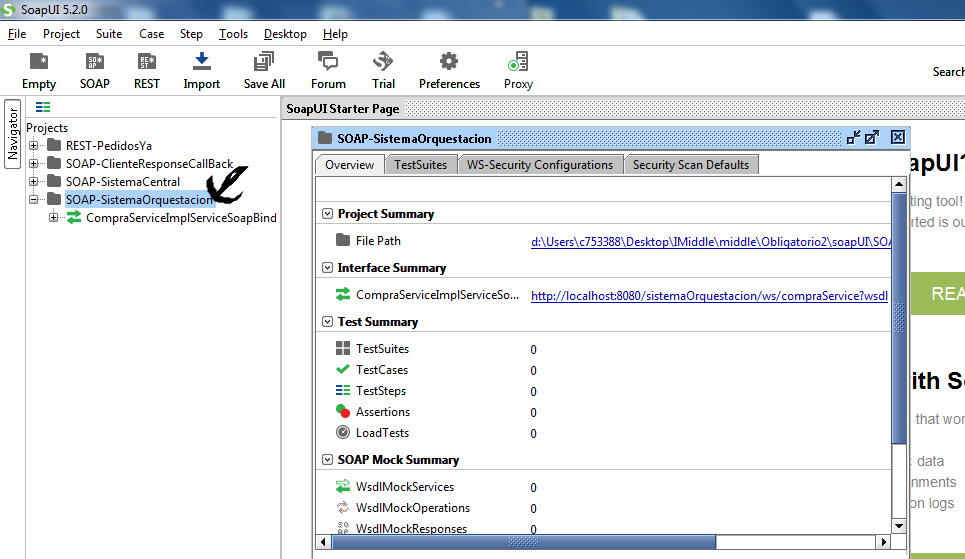 SoapUI 5.2.0
File Project Suite Case Step Tools Desktop Help
Empty SOAP REST Import Save All Forum Trial Preferences Proxy
Search
Navigator
SoapUI Starter Page
Projects
REST-PedidosYa
SOAP-ClienteResponseCallBack
SOAP-SistemaCentral
SOAP-SistemaOrquestacion
CompraServiceImplServiceSoapBind
SOAP-SistemaOrquestacion
Overview TestSuites WS-Security Configurations Security Scan Defaults
Project Summary
File Path d:\Users\c753388\Desktop\IMiddle\middle\Obligatorio2\soapUI\SOA
Interface Summary
CompraServiceImplServiceSo... http://localhost:8080/sistemaOrquestacion/ws/compraService?wsdl
Test Summary
TestSuites 0
TestCases 0
TestSteps 0
Assertions 0
LoadTests 0
SOAP Mock Summary
WsdlMockServices 0
WsdlMockOperations 0
WsdlMockResponses 0
apUI?
ting tool!
rted is ou
REA
ith So
that wor
data
nments
on logs